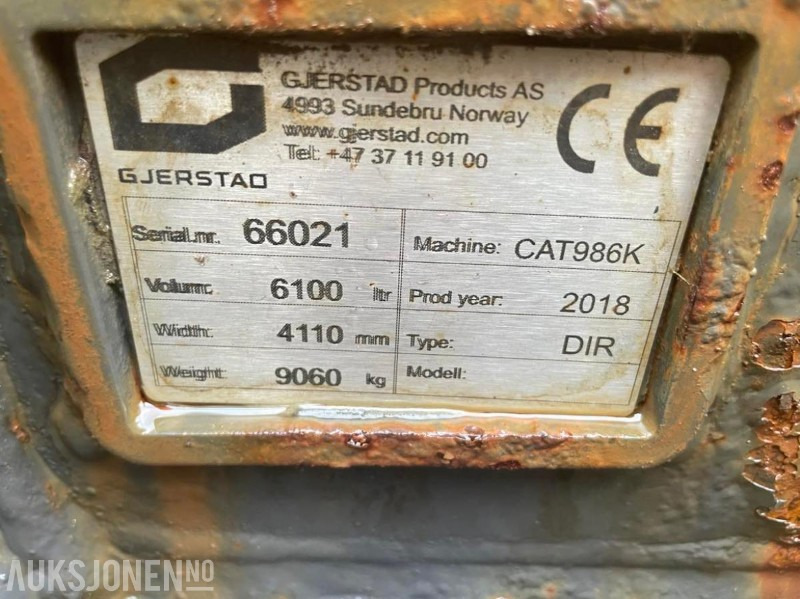 GJERSTAD Products AS
4993 Sundebru Norway
www.gjerstad.com
Tel: +47 37 11 91 00
CE
GJERSTAD
Serial.nr. 66021
Machine: CAT986K
Volum: 6100 ltr
Prod year: 2018
Width: 4110 mm
Type: DIR
Weight: 9060 kg
Modell:
AUKSJONEN.NO